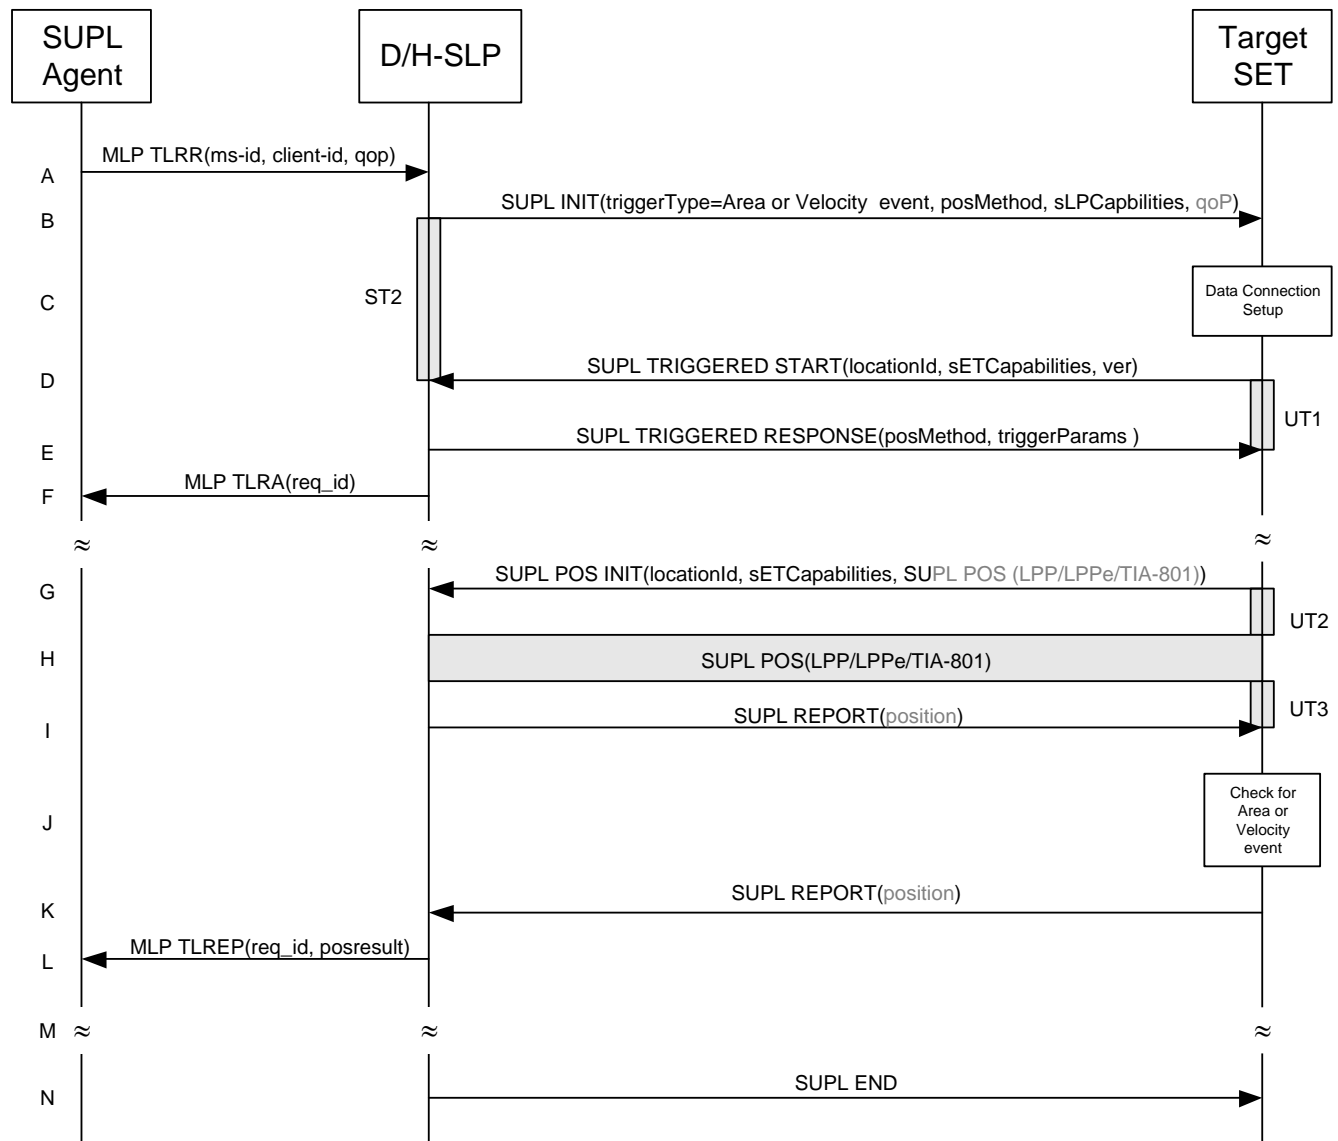 SUPL
Agent
D/H-SLP
Target
SET
A
MLP TLRR(ms-id, client-id, qop)
B
SUPL INIT(triggerType=Area or Velocity event, posMethod, sLPCapbilities, qoP)
C
ST2
Data Connection
Setup
D
SUPL TRIGGERED START(locationId, sETCapabilities, ver)
UT1
E
SUPL TRIGGERED RESPONSE(posMethod, triggerParams )
F
MLP TLRA(req_id)
≈ ≈ ≈
G
SUPL POS INIT(locationId, sETCapabilities, SUPL POS (LPP/LPPe/TIA-801))
UT2
H
SUPL POS(LPP/LPPe/TIA-801)
I
SUPL REPORT(position)
UT3
J
Check for
Area or
Velocity
event
K
SUPL REPORT(position)
L
MLP TLREP(req_id, posresult)
M ≈ ≈ ≈
N
SUPL END